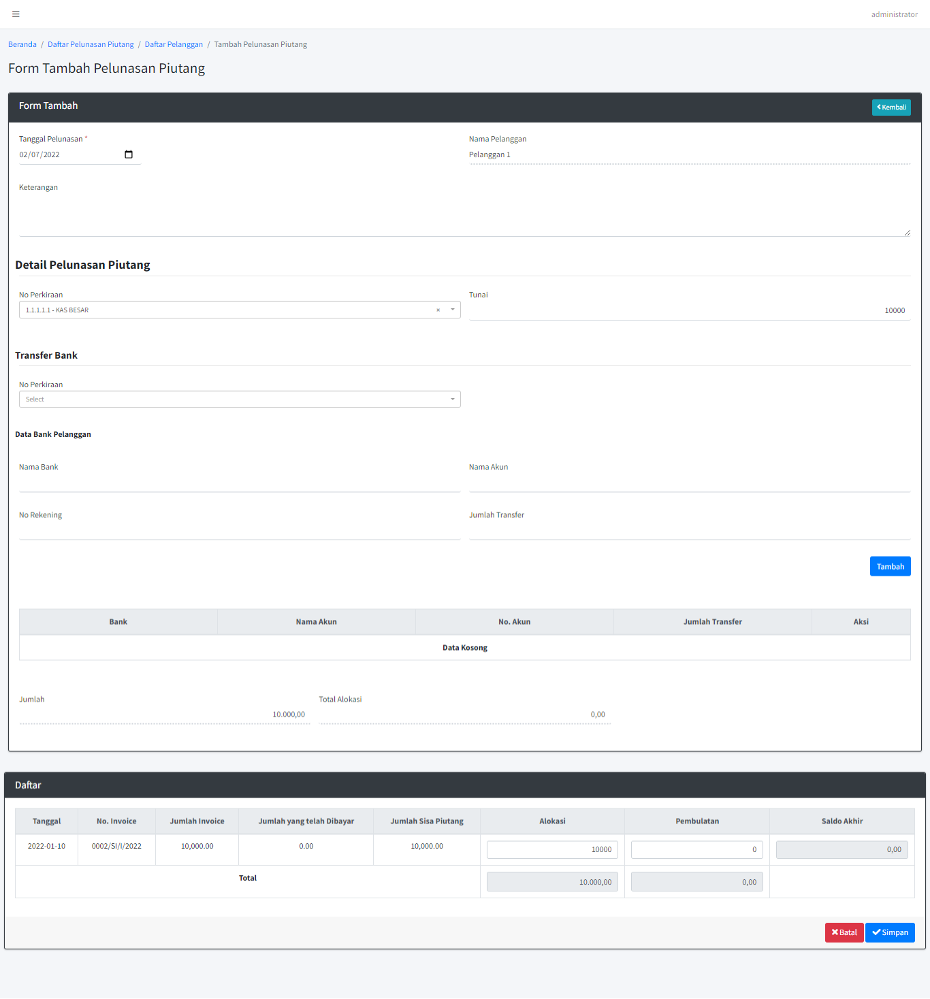 administrator
Beranda / Daftar Pelunasan Piutang / Daftar Pelanggan / Tambah Pelunasan Piutang
Form Tambah Pelunasan Piutang
Form Tambah
Kembali
Tanggal Pelunasan * Nama Pelanggan
02/07/2022 Pelanggan 1
Keterangan
Detail Pelunasan Piutang
No Perkiraan Tunai
1.1.1.1.1 - KAS BESAR × 10000
Transfer Bank
No Perkiraan
Select
Data Bank Pelanggan
Nama Bank Nama Akun
No Rekening Jumlah Transfer
Tambah
Bank Nama Akun No. Akun Jumlah Transfer Aksi
Data Kosong
Jumlah Total Alokasi
10.000,00 0,00
Daftar
Tanggal No. Invoice Jumlah Invoice Jumlah yang telah Dibayar Jumlah Sisa Piutang Alokasi Pembulatan Saldo Akhir
2022-01-10 0002/SI/I/2022 10,000.00 0.00 10,000.00 10000 0 0,00
Total 10.000,00 0,00
Batal Simpan